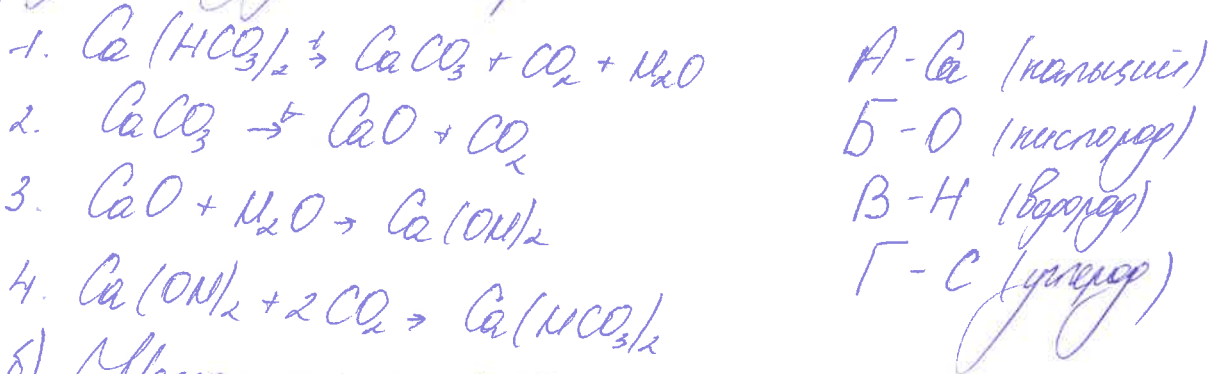 1. Ca(HCO₃)₂ →ᵗ CaCO₃ + CO₂ + H₂O
А - Ca (кальций)
2. CaCO₃ →ᵗ CaO + CO₂
Б - O (кислород)
3. CaO + H₂O → Ca(OH)₂
В - H (водород)
4. Ca(OH)₂ + 2CO₂ → Ca(HCO₃)₂
Г - C (углерод)
б)